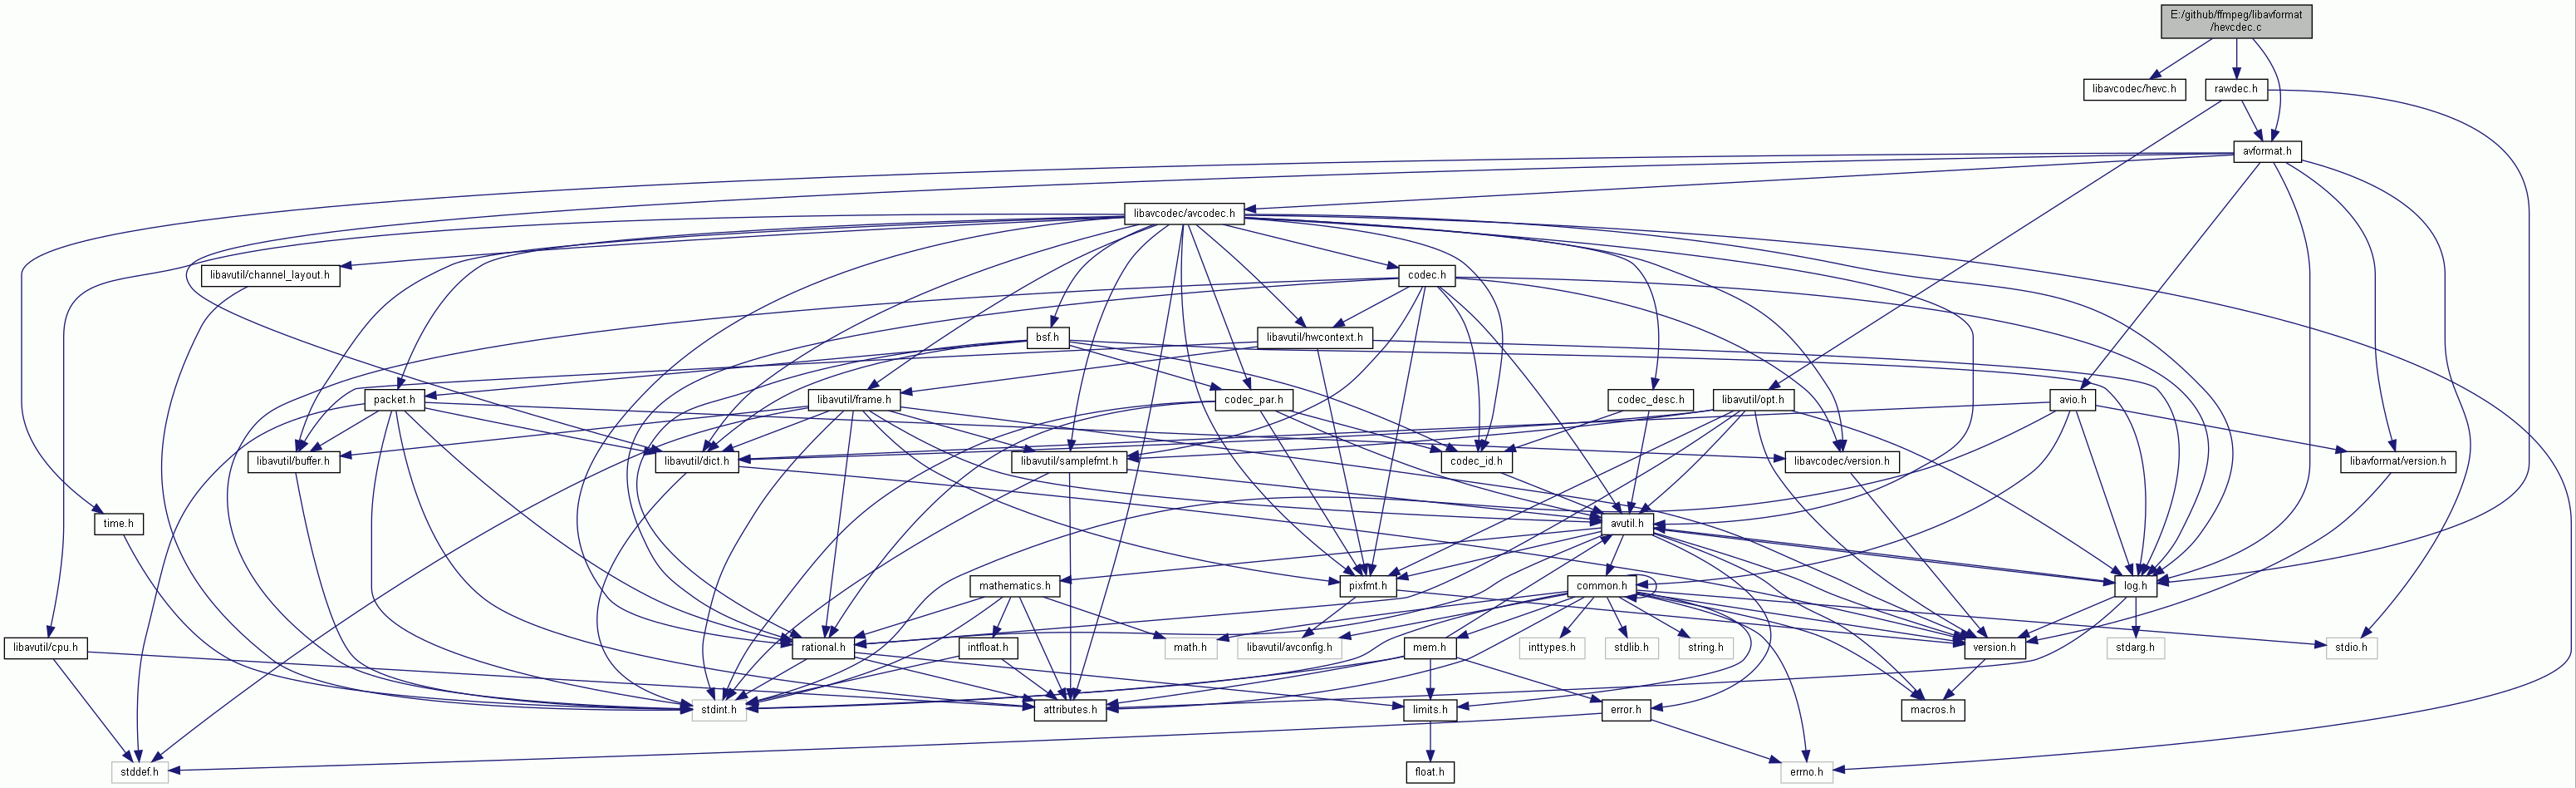 E:/github/ffmpeg/libavformat
/hevcdec.c
libavcodec/hevc.h
rawdec.h
avformat.h
libavcodec/avcodec.h
libavutil/channel_layout.h
codec.h
bsf.h
libavutil/hwcontext.h
packet.h
libavutil/frame.h
codec_par.h
codec_desc.h
libavutil/opt.h
avio.h
libavutil/buffer.h
libavutil/dict.h
libavutil/samplefmt.h
codec_id.h
libavcodec/version.h
libavformat/version.h
time.h
avutil.h
mathematics.h
pixfmt.h
common.h
log.h
libavutil/cpu.h
rational.h
intfloat.h
math.h
libavutil/avconfig.h
mem.h
inttypes.h
stdlib.h
string.h
version.h
stdarg.h
stdio.h
stdint.h
attributes.h
limits.h
error.h
macros.h
stddef.h
float.h
errno.h